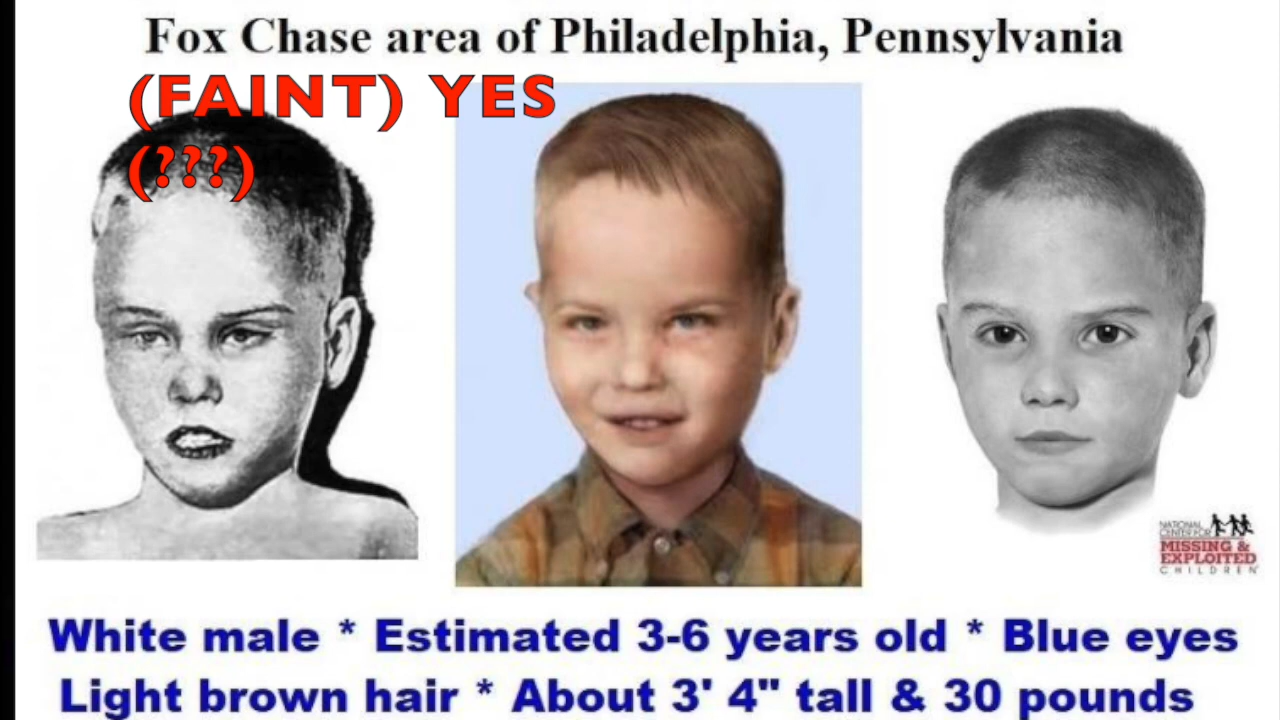 Fox Chase area of Philadelphia, Pennsylvania
(FAINT) YES
(???)
NATIONAL
CENTER FOR
MISSING &
EXPLOITED
CHILDREN
White male * Estimated 3-6 years old * Blue eyes
Light brown hair * About 3' 4" tall & 30 pounds